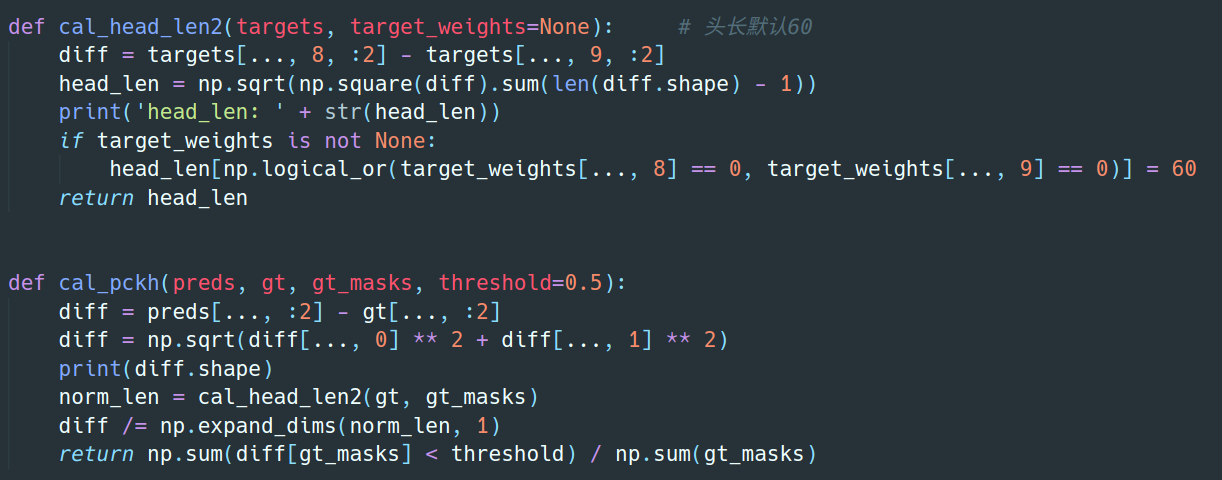 def cal_head_len2(targets, target_weights=None):     # 头长默认60
    diff = targets[..., 8, :2] - targets[..., 9, :2]
    head_len = np.sqrt(np.square(diff).sum(len(diff.shape) - 1))
    print('head_len: ' + str(head_len))
    if target_weights is not None:
        head_len[np.logical_or(target_weights[..., 8] == 0, target_weights[..., 9] == 0)] = 60
    return head_len
def cal_pckh(preds, gt, gt_masks, threshold=0.5):
    diff = preds[..., :2] - gt[..., :2]
    diff = np.sqrt(diff[..., 0] ** 2 + diff[..., 1] ** 2)
    print(diff.shape)
    norm_len = cal_head_len2(gt, gt_masks)
    diff /= np.expand_dims(norm_len, 1)
    return np.sum(diff[gt_masks] < threshold) / np.sum(gt_masks)